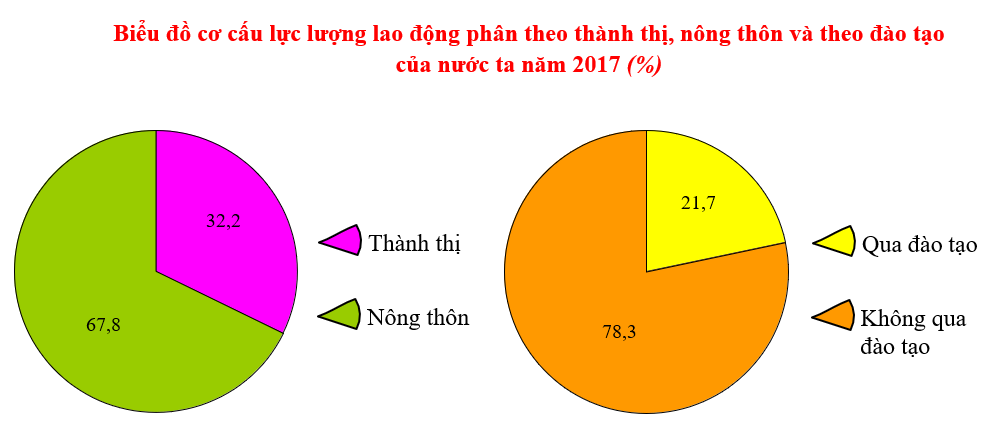 Biểu đồ cơ cấu lực lượng lao động phân theo thành thị, nông thôn và theo đào tạo
của nước ta năm 2017 (%)
32,2
67,8
Thành thị
Nông thôn
21,7
78,3
Qua đào tạo
Không qua
đào tạo